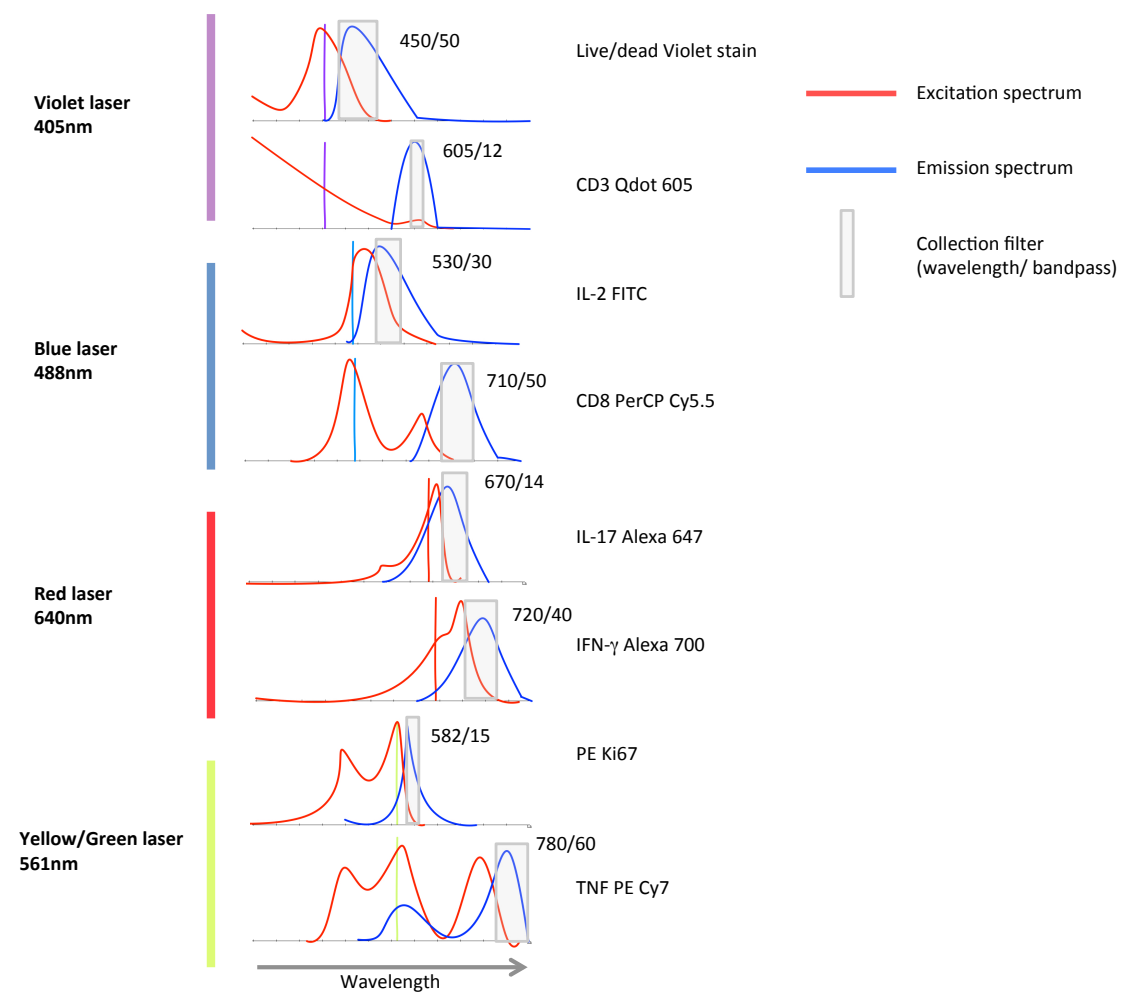 Violet laser
405nm
450/50
Live/dead Violet stain
605/12
CD3 Qdot 605
Blue laser
488nm
530/30
IL-2 FITC
710/50
CD8 PerCP Cy5.5
Red laser
640nm
670/14
IL-17 Alexa 647
720/40
IFN-γ Alexa 700
Yellow/Green laser
561nm
582/15
PE Ki67
780/60
TNF PE Cy7
Wavelength
Excitation spectrum
Emission spectrum
Collection filter
(wavelength/ bandpass)